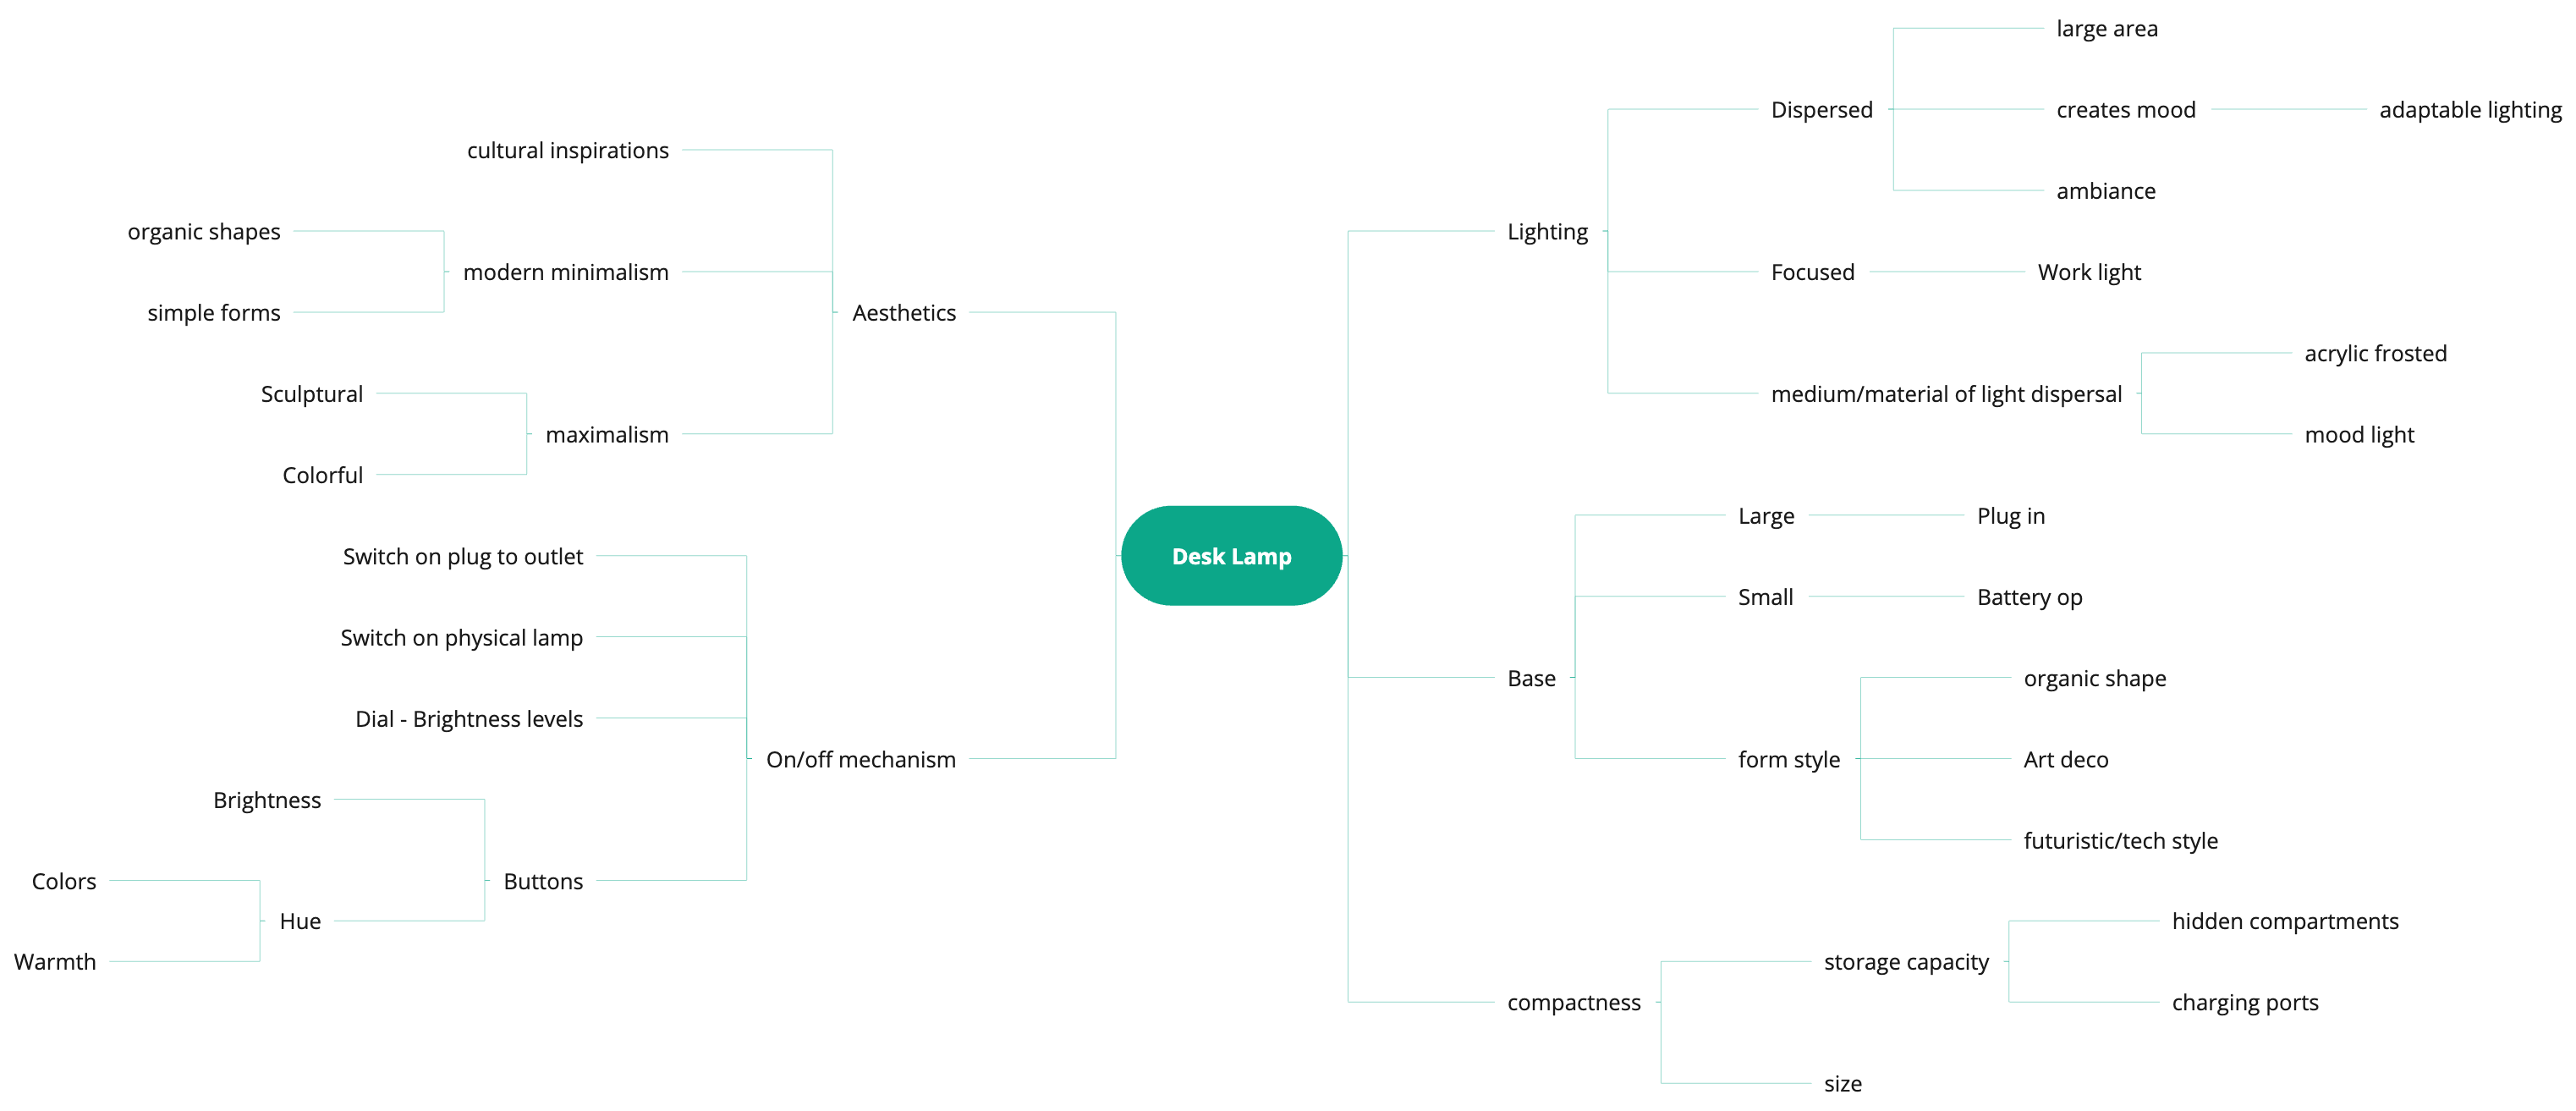 Desk Lamp
Lighting
Dispersed
large area
creates mood
adaptable lighting
ambiance
Focused
Work light
medium/material of light dispersal
acrylic frosted
mood light
Base
Large
Plug in
Small
Battery op
form style
organic shape
Art deco
futuristic/tech style
compactness
storage capacity
hidden compartments
charging ports
size
Aesthetics
cultural inspirations
modern minimalism
organic shapes
simple forms
maximalism
Sculptural
Colorful
On/off mechanism
Switch on plug to outlet
Switch on physical lamp
Dial - Brightness levels
Buttons
Brightness
Hue
Colors
Warmth